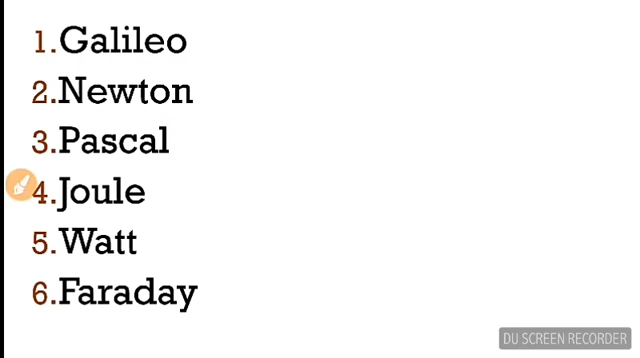 1.Galileo
2.Newton
3.Pascal
4.Joule
5.Watt
6.Faraday
DU SCREEN RECORDER